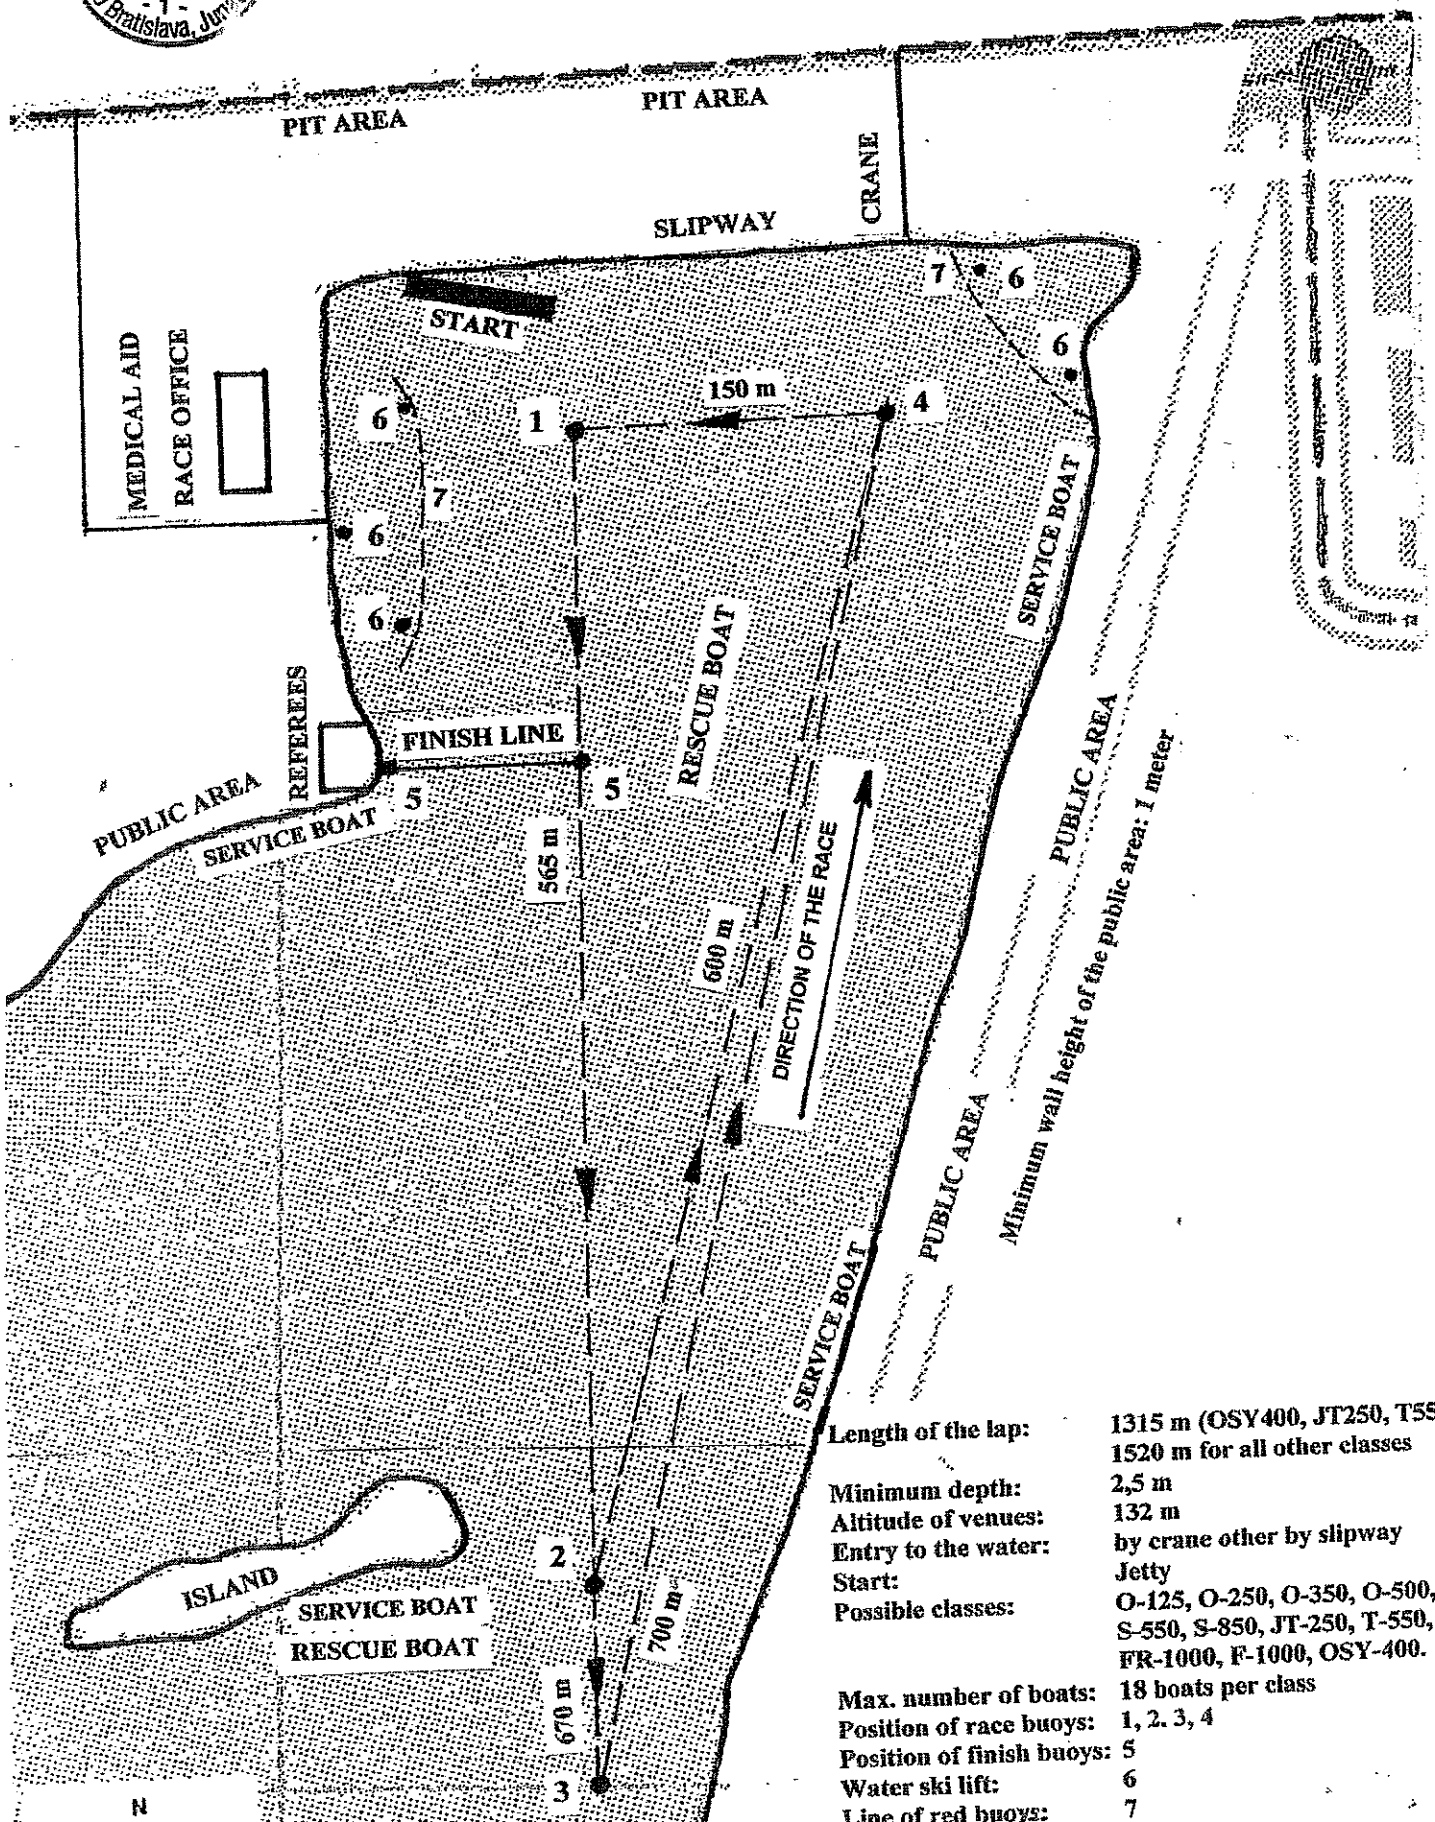 - 1 -
Bratislava,
PIT AREA
PIT AREA
CRANE
SLIPWAY
START
7
6
6
MEDICAL AID
RACE OFFICE
150 m
6
1
4
7
6
6
SERVICE BOAT
RESCUE BOAT
REFEREES
FINISH LINE
5
5
PUBLIC AREA
SERVICE BOAT
565 m
PUBLIC AREA
Minimum wall height of the public area: 1 meter
DIRECTION OF THE RACE
600 m
PUBLIC AREA
SERVICE BOAT
ISLAND
2
SERVICE BOAT
RESCUE BOAT
700 m
670 m
3
N
Length of the lap: 1315 m (OSY400, JT250, T55
1520 m for all other classes
Minimum depth: 2,5 m
Altitude of venues: 132 m
Entry to the water: by crane other by slipway
Start: Jetty
Possible classes: O-125, O-250, O-350, O-500,
S-550, S-850, JT-250, T-550,
FR-1000, F-1000, OSY-400.
Max. number of boats: 18 boats per class
Position of race buoys: 1, 2. 3, 4
Position of finish buoys: 5
Water ski lift: 6
Line of red buoys: 7